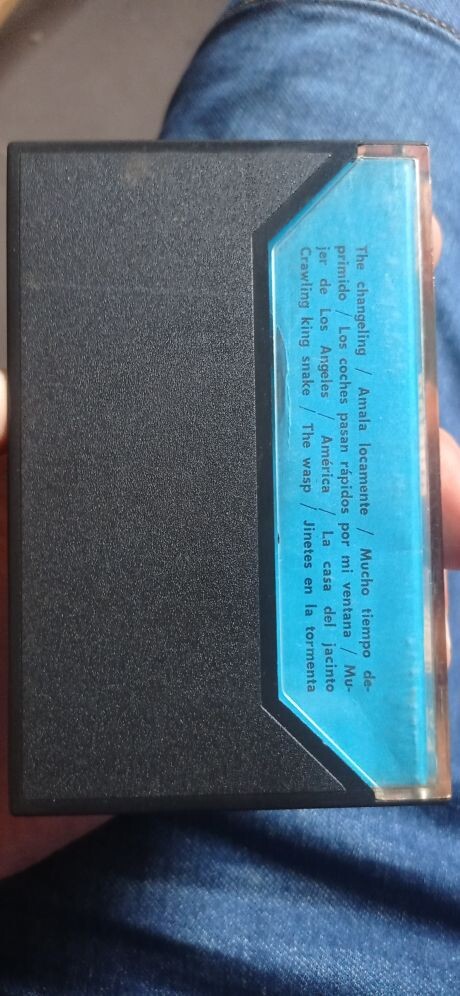 The changeling / Amala locamente / Mucho tiempo de-
primido / Los coches pasan rápidos por mi ventana / Mu-
jer de Los Angeles / América / La casa del jacinto
Crawling king snake / The wasp / Jinetes en la tormenta